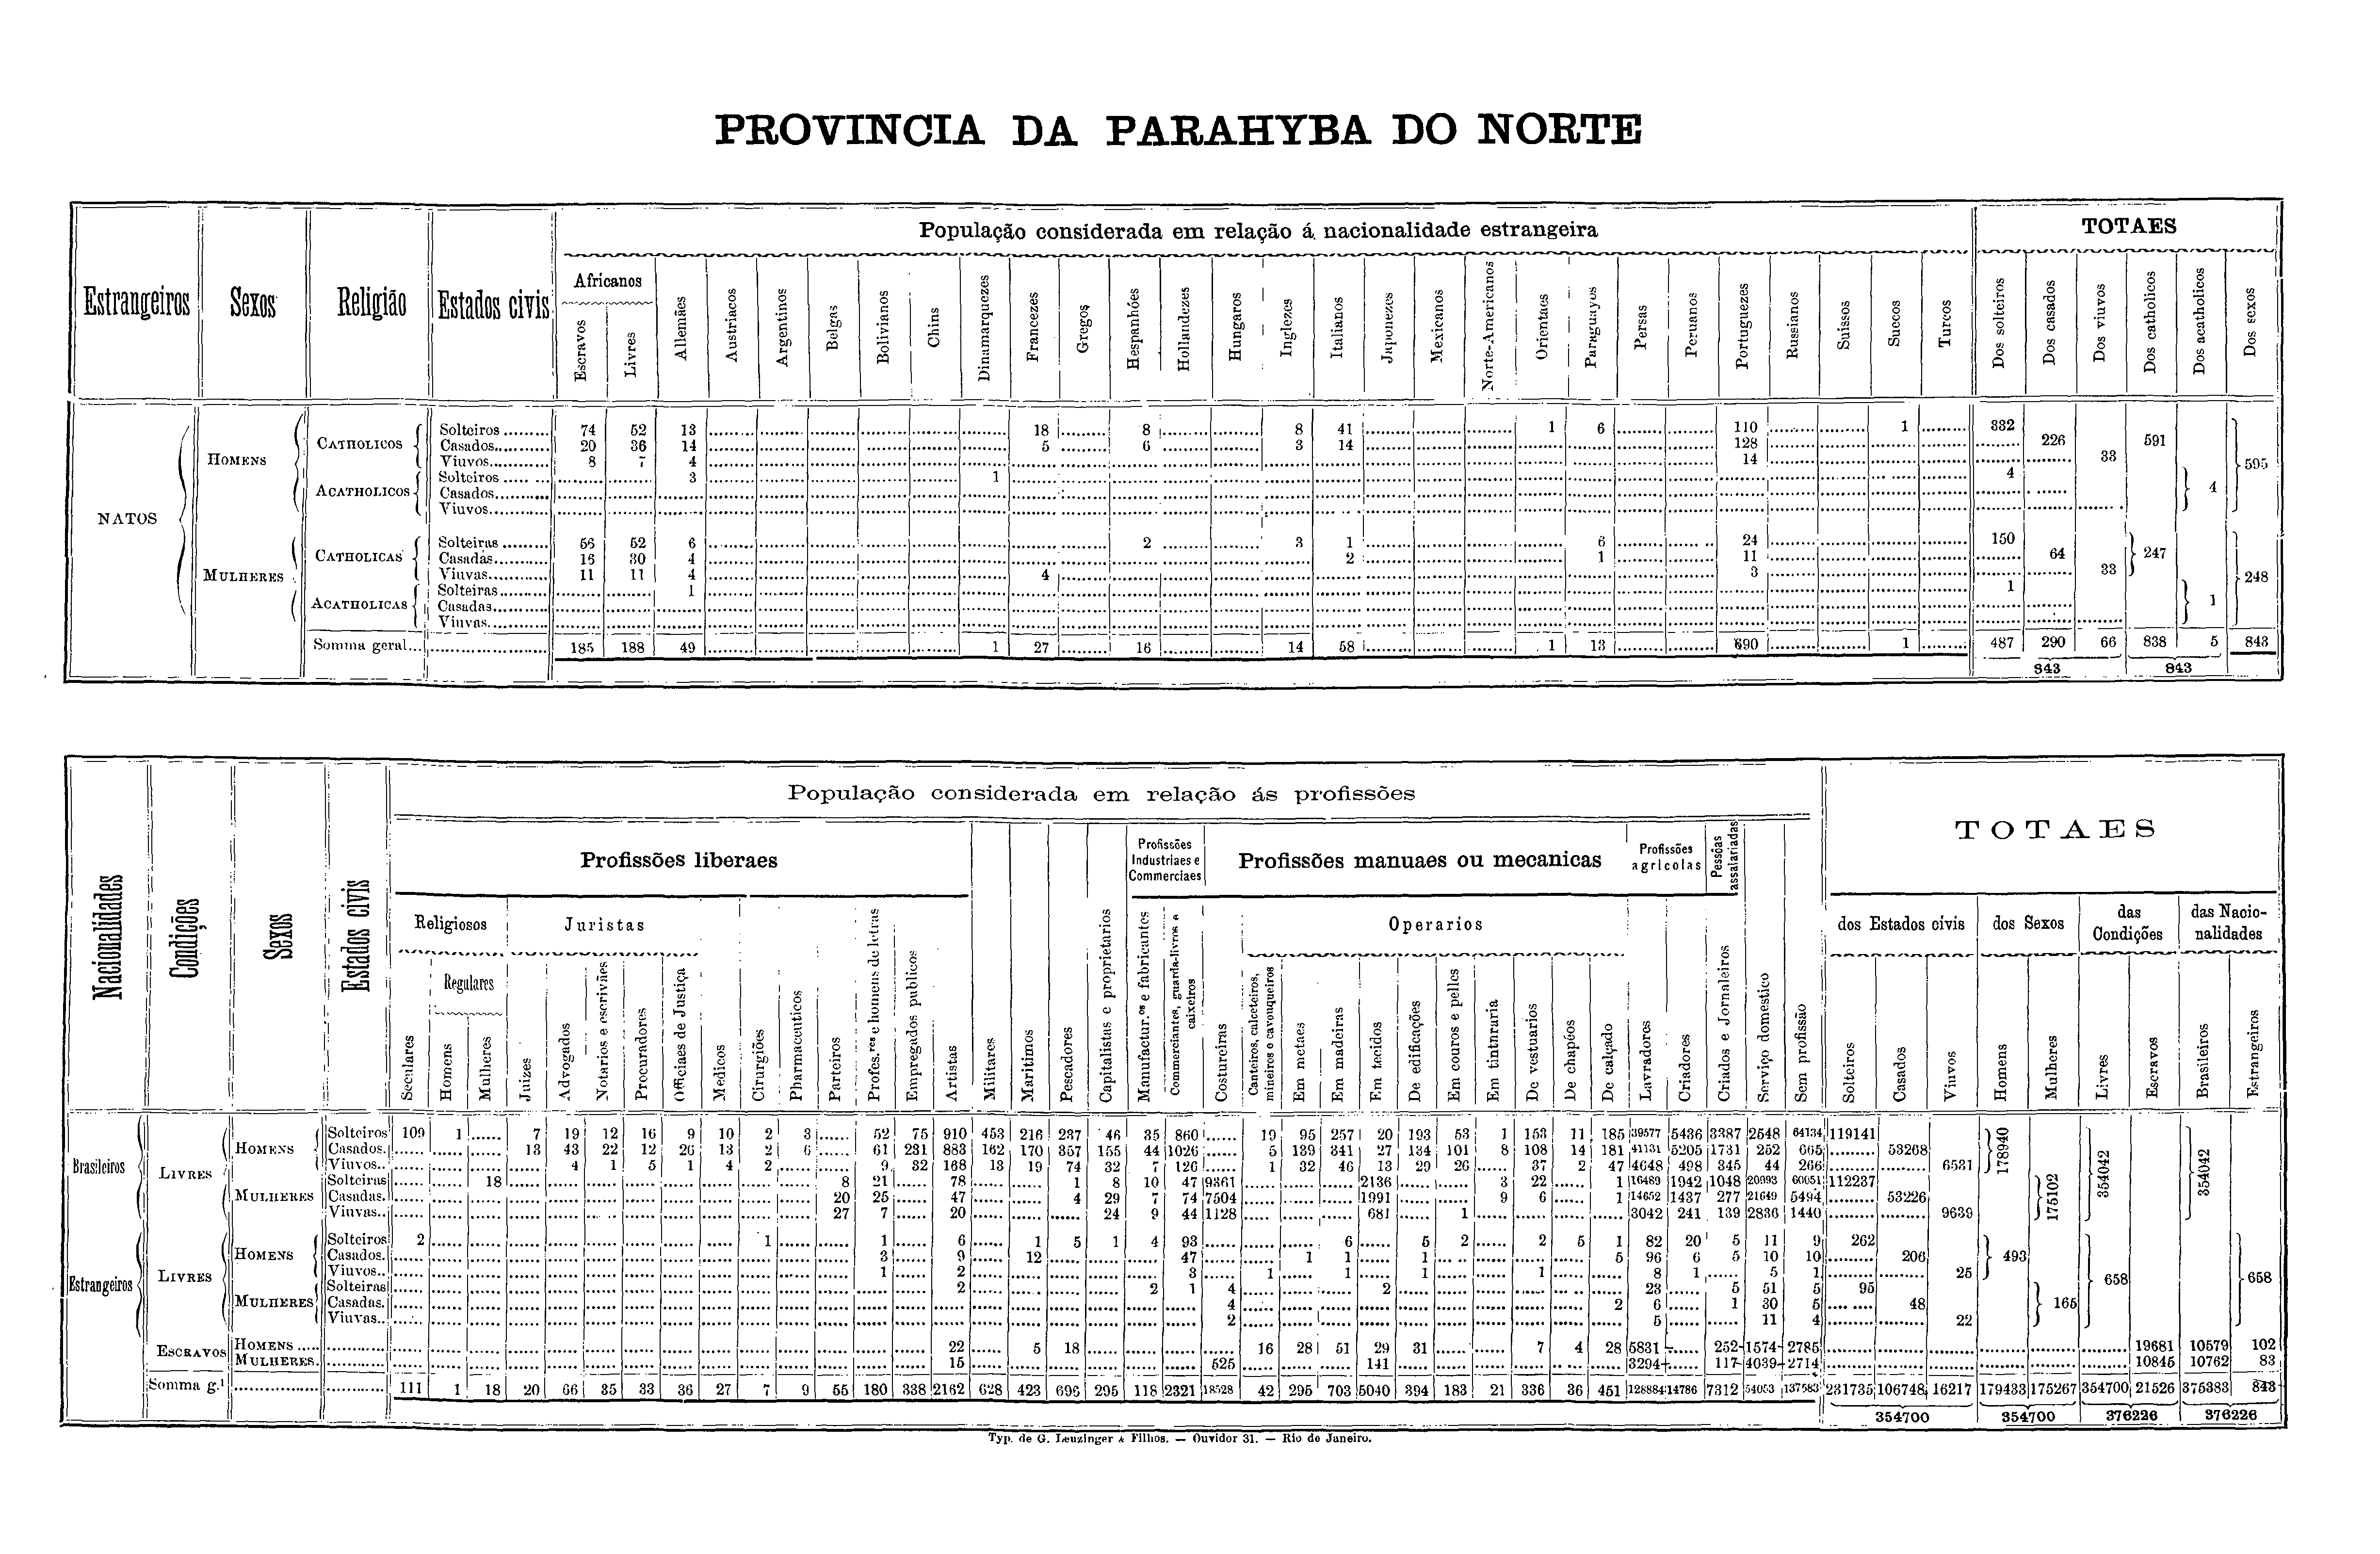 PROVINCIA DA PARAHYBA DO NORTE
Estrangeiros Sexos Religião Estados civis População considerada em relação á nacionalidade estrangeira TOTAES
Africanos
Escravos Livres Allemães Austriacos Argentinos Belgas Bolivianos Chins Dinamarquezes Francezes Gregos Hespanhóes Hollandezes Hungaros Inglezes Italianos Japonezes Mexicanos Norte-Americanos Orientaes Paraguayos Persas Peruanos Portuguezes Russianos Suissos Suecos Turcos Dos solteiros Dos casados Dos viuvos Dos catholicos Dos acatholicos Dos sexos
NATOS
HOMENS
CATHOLICOS
Solteiros 74 52 13 18 8 8 41 1 6 110 1 332
Casados 20 36 14 5 6 3 14 128 226 591
Viuvos 8 7 4 14 33 595
ACATHOLICOS
Solteiros 3 1 4
Casados 4
Viuvos
MULHERES
CATHOLICAS
Solteiras 56 52 6 2 3 1 6 24 150
Casadas 16 30 4 2 1 11 64 247
Viuvas 11 11 4 4 3 33 248
ACATHOLICAS
Solteiras 1 1
Casadas 1
Viuvas
Somma geral 185 188 49 1 27 16 14 58 1 13 290 1 487 290 66 838 5 843
843 843
Nacionalidades Condições Sexos Estados civis População considerada em relação ás profissões TOTAES
Profissões liberaes Profissões Industriaes e Commerciaes Profissões manuaes ou mecanicas Profissões agricolas Pessôas assalariadas
Religiosos Juristas Operarios dos Estados civis dos Sexos das Condições das Nacio-nalidades
Regulares
Seculares Homens Mulheres Juizes Advogados Notarios e escrivães Procuradores Officiaes de Justiça Medicos Cirurgiões Pharmaceuticos Parteiros Profes.res e homens de letras Empregados publicos Artistas Militares Maritimos Pescadores Capitalistas e proprietarios Manufactur.os e fabricantes Commerciantes, guarda-livros e caixeiros Costureiras Canteiros, calceteiros, mineiros e cavouqueiros Em metaes Em madeiras Em tecidos De edificações Em couros e pelles Em tinturaria De vestuarios De chapéos De calçado Lavradores Criadores Criados e Jornaleiros Serviço domestico Sem profissão Solteiros Casados Viuvos Homens Mulheres Livres Escravos Brasileiros Estrangeiros
Brasileiros
LIVRES
HOMENS
Solteiros 109 1 7 19 12 16 9 10 2 3 52 75 910 453 216 237 46 35 860 19 95 257 20 193 53 1 153 11 185 39577 5436 3387 2548 64134 119141
Casados 13 43 22 12 26 13 2 6 61 231 883 162 170 357 155 44 1026 5 139 341 27 134 101 8 108 14 181 41131 5205 1731 252 665 53268 178940
Viuvos 4 1 5 1 4 2 9 32 168 13 19 74 32 7 126 1 32 46 13 29 26 37 2 47 4648 498 345 44 266 6531
MULHERES
Solteiras 18 8 21 78 1 8 10 47 9361 2136 3 22 1 16489 1942 1048 20993 60051 112237 354042 354042
Casadas 20 25 47 4 29 7 74 7504 1991 9 6 1 14652 1437 277 21649 5494 53226 175102
Viuvas 27 7 20 24 9 44 1128 681 1 3042 241 139 2836 1440 9639
Estrangeiros
LIVRES
HOMENS
Solteiros 2 1 1 6 1 5 1 4 93 6 5 2 2 5 1 82 20 5 11 9 262
Casados 3 9 12 47 1 1 1 5 96 6 5 10 10 206 493
Viuvos 1 2 3 1 1 1 1 8 1 5 1 25 658 658
MULHERES
Solteiras 2 2 1 4 2 23 5 51 5 95
Casadas 4 2 6 1 30 5 48 165
Viuvas 2 5 11 4 22
ESCRAVOS
HOMENS 22 5 18 16 28 51 29 31 7 4 28 5831 252 1574 2785 10681 10579 102
MULHERES 15 525 141 3294 117 4039 2714 10845 10762 83
Somma g.l 111 1 18 20 66 35 33 36 27 7 9 55 180 338 2162 628 423 696 295 118 2321 18528 42 295 703 5040 394 183 21 336 36 451 128884 14786 7312 54053 137583 231735 106748 16217 179433 175267 354700 21526 375383 843
354700 354700 376226 376226
Typ. de G. Leuzinger & Filhos. — Ouvidor 31. — Rio de Janeiro.